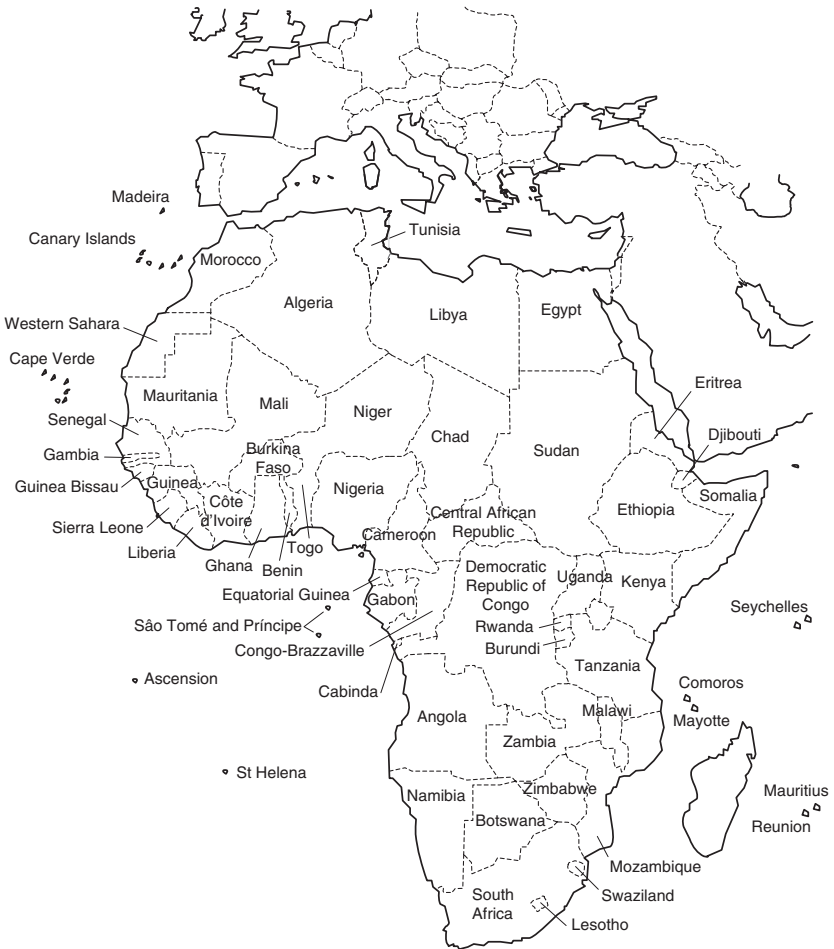 Madeira
Canary Islands
Tunisia
Morocco
Algeria
Libya
Egypt
Western Sahara
Cape Verde
Mauritania
Mali
Niger
Chad
Sudan
Eritrea
Djibouti
Senegal
Gambia
Guinea Bissau
Guinea
Burkina
Faso
Côte
d'Ivoire
Nigeria
Ethiopia
Somalia
Sierra Leone
Liberia
Ghana
Benin
Togo
Cameroon
Central African
Republic
Equatorial Guinea
Gabon
Democratic
Republic of
Congo
Uganda
Kenya
Seychelles
Sâo Tomé and Príncipe
Congo-Brazzaville
Rwanda
Burundi
Tanzania
Ascension
Cabinda
Angola
Comoros
Mayotte
Malawi
Zambia
St Helena
Namibia
Zimbabwe
Botswana
Mauritius
Reunion
Mozambique
Swaziland
South
Africa
Lesotho